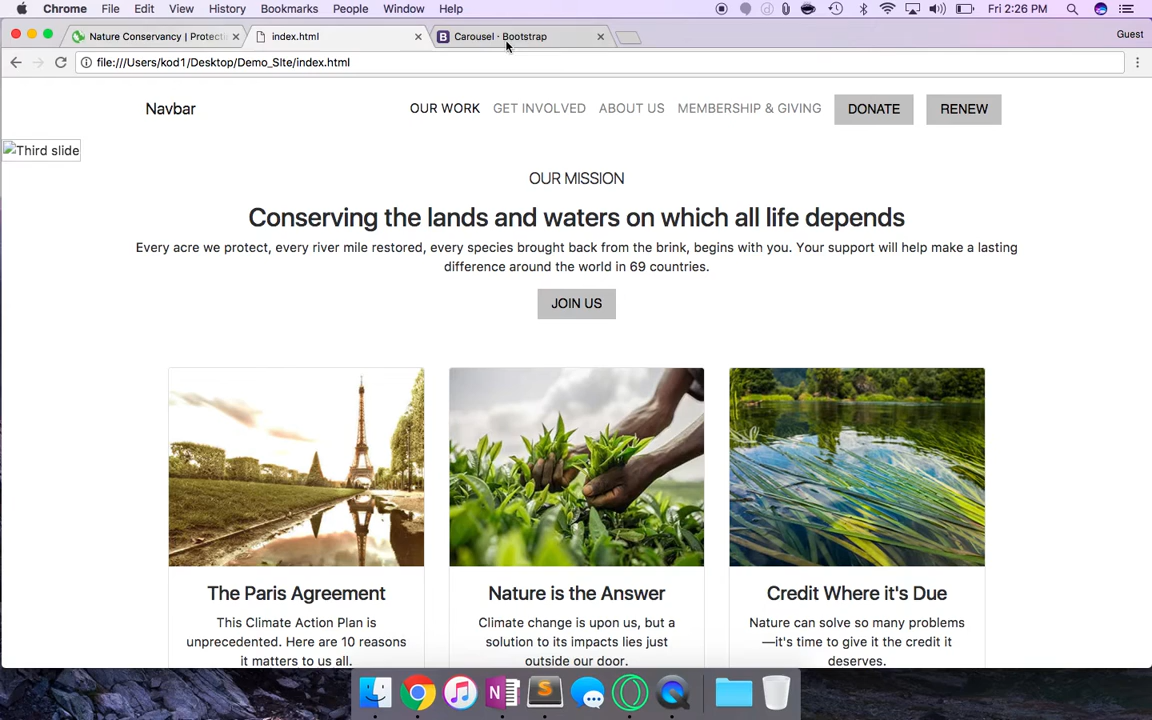 Chrome File Edit View History Bookmarks People Window Help Fri 2:26 PM
Nature Conservancy | Protecti index.html Carousel · Bootstrap Guest
file:///Users/kod1/Desktop/Demo_SIte/index.html
Navbar OUR WORK GET INVOLVED ABOUT US MEMBERSHIP & GIVING DONATE RENEW
Third slide
OUR MISSION
Conserving the lands and waters on which all life depends
Every acre we protect, every river mile restored, every species brought back from the brink, begins with you. Your support will help make a lasting
difference around the world in 69 countries.
JOIN US
The Paris Agreement
This Climate Action Plan is
unprecedented. Here are 10 reasons
it matters to us all.
Nature is the Answer
Climate change is upon us, but a
solution to its impacts lies just
outside our door.
Credit Where it's Due
Nature can solve so many problems
—it's time to give it the credit it
deserves.